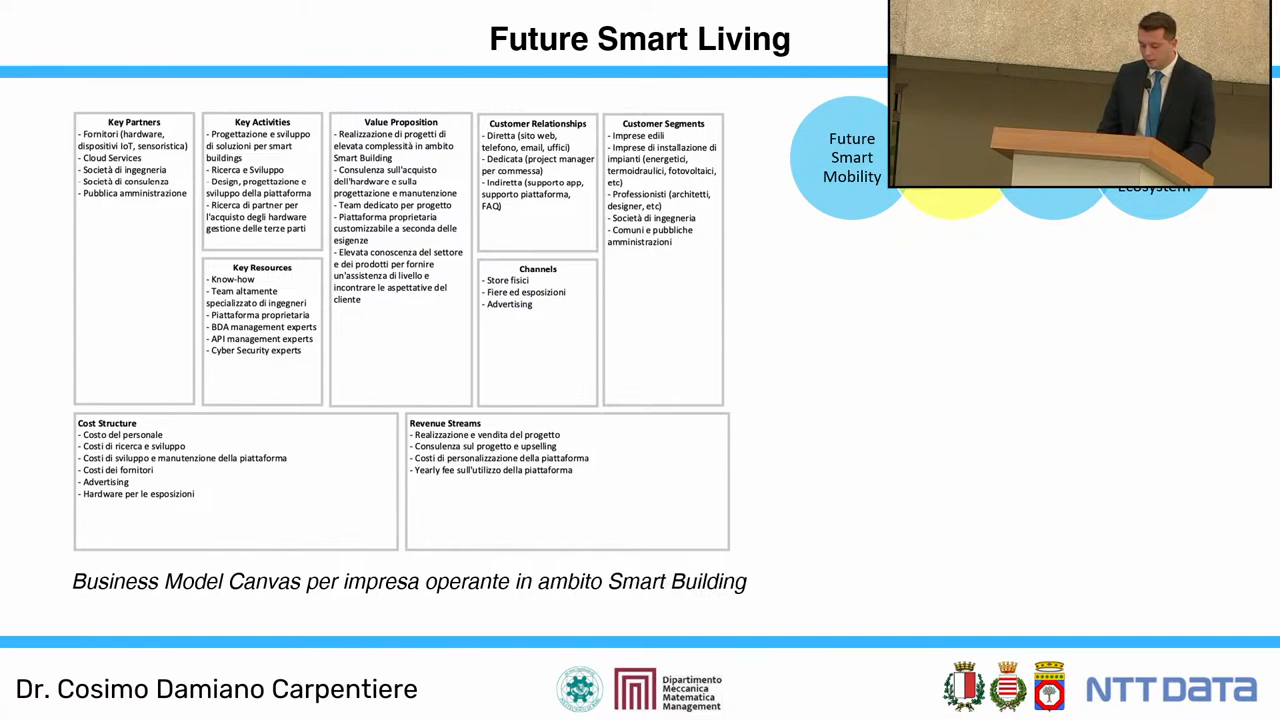 Future Smart Living
Key Partners
- Fornitori (hardware,
dispositivi IoT, sensoristica)
- Cloud Services
- Società di ingegneria
- Società di consulenza
- Pubblica amministrazione
Key Activities
- Progettazione e sviluppo
di soluzioni per smart
buildings
- Ricerca e Sviluppo
- Design, progettazione e
sviluppo della piattaforma
- Ricerca di partner per
l'acquisto degli hardware
gestione delle terze parti
Key Resources
- Know-how
- Team altamente
specializzato di ingegneri
- Piattaforma proprietaria
- BDA management experts
- API management experts
- Cyber Security experts
Value Proposition
- Realizzazione di progetti di
elevata complessità in ambito
Smart Building
- Consulenza sull'acquisto
dell'hardware e sulla
progettazione e manutenzione
- Team dedicato per progetto
- Piattaforma proprietaria
customizzabile a seconda delle
esigenze
- Elevata conoscenza del settore
e dei prodotti per fornire
un'assistenza di livello e
incontrare le aspettative del
cliente
Customer Relationships
- Diretta (sito web,
telefono, email, uffici)
- Dedicata (project manager
per commessa)
- Indiretta (supporto app,
supporto piattaforma,
FAQ)
Channels
- Store fisici
- Fiere ed esposizioni
- Advertising
Customer Segments
- Imprese edili
- Imprese di installazione di
impianti (energetici,
termoidraulici, fotovoltaici,
etc)
- Professionisti (architetti,
designer, etc)
- Società di ingegneria
- Comuni e pubbliche
amministrazioni
Cost Structure
- Costo del personale
- Costi di ricerca e sviluppo
- Costi di sviluppo e manutenzione della piattaforma
- Costi dei fornitori
- Advertising
- Hardware per le esposizioni
Revenue Streams
- Realizzazione e vendita del progetto
- Consulenza sul progetto e upselling
- Costi di personalizzazione della piattaforma
- Yearly fee sull'utilizzo della piattaforma
Future
Smart
Mobility
Ecosystem
Business Model Canvas per impresa operante in ambito Smart Building
Dr. Cosimo Damiano Carpentiere
Dipartimento
Meccanica
Matematica
Management
NTT DATA